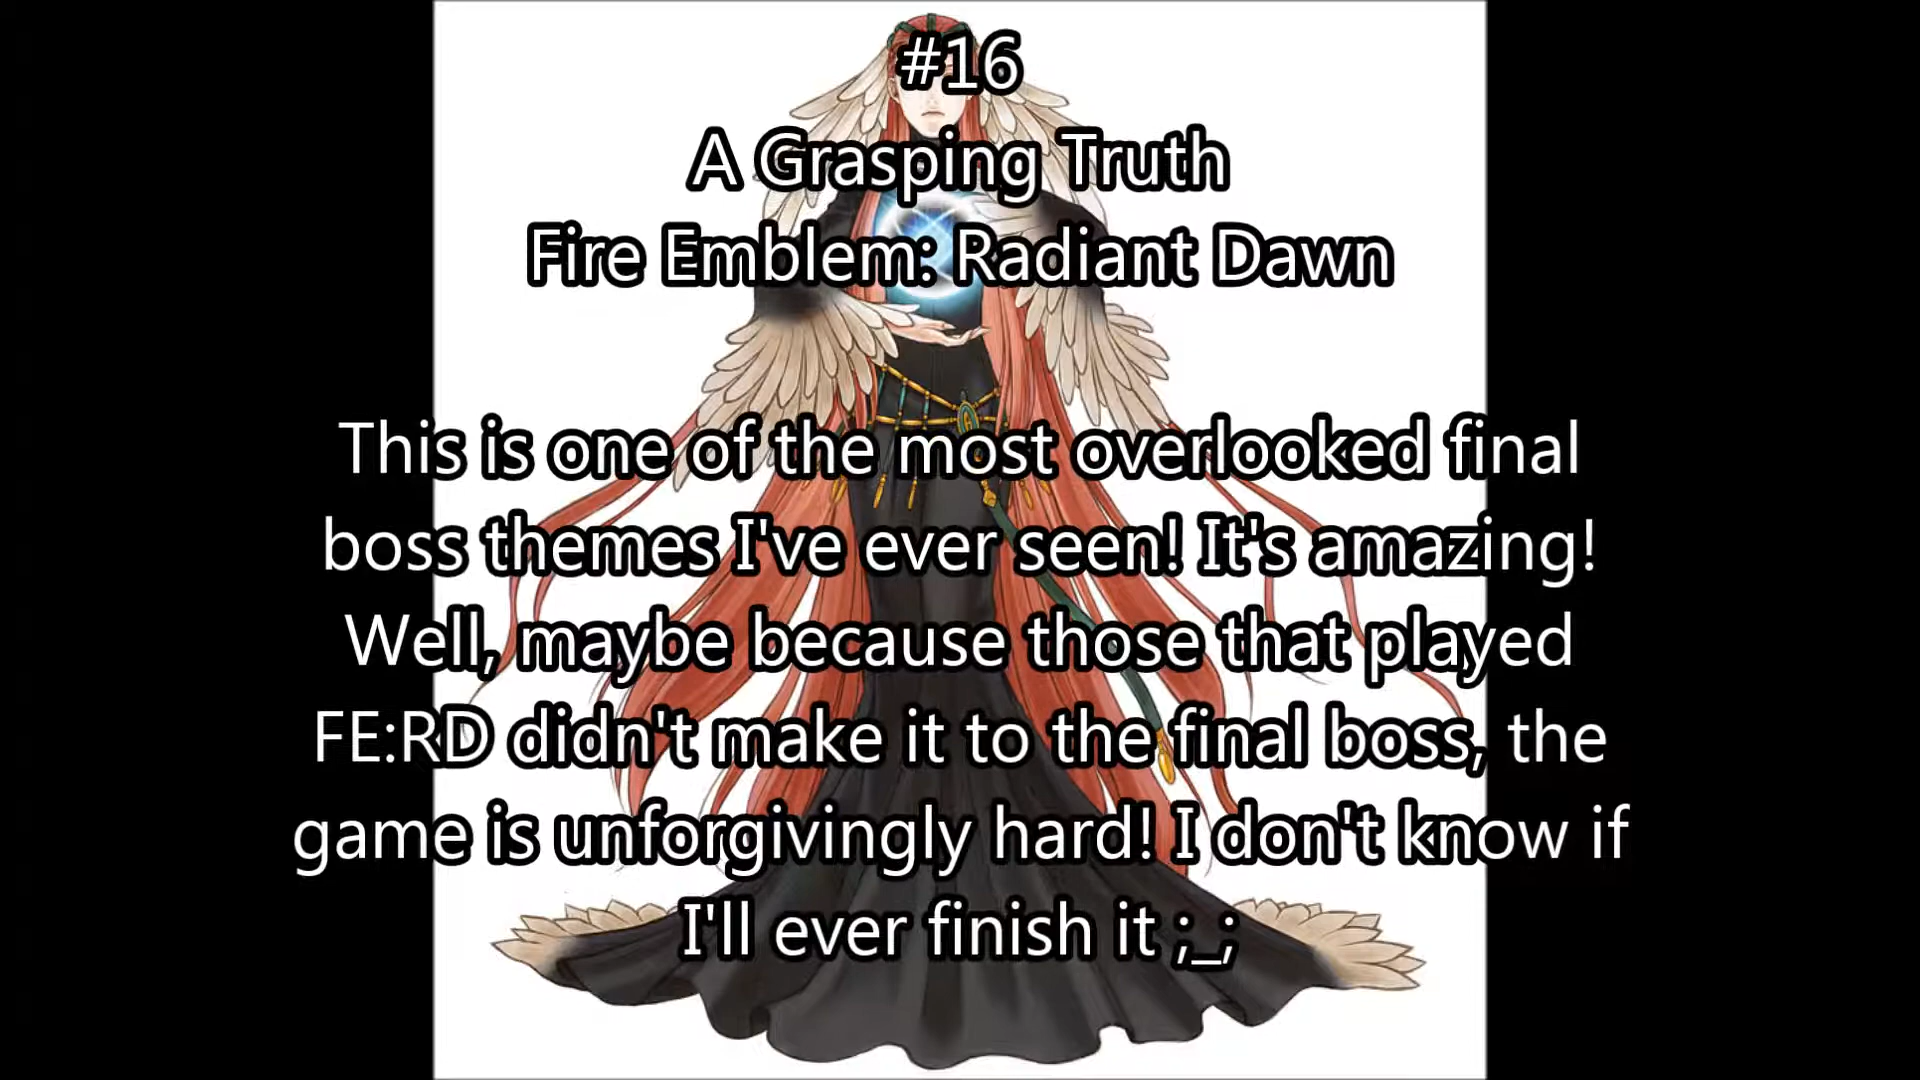 #16
A Grasping Truth
Fire Emblem: Radiant Dawn
This is one of the most overlooked final
boss themes I've ever seen! It's amazing!
Well, maybe because those that played
FE:RD didn't make it to the final boss, the
game is unforgivingly hard! I don't know if
I'll ever finish it ;_;